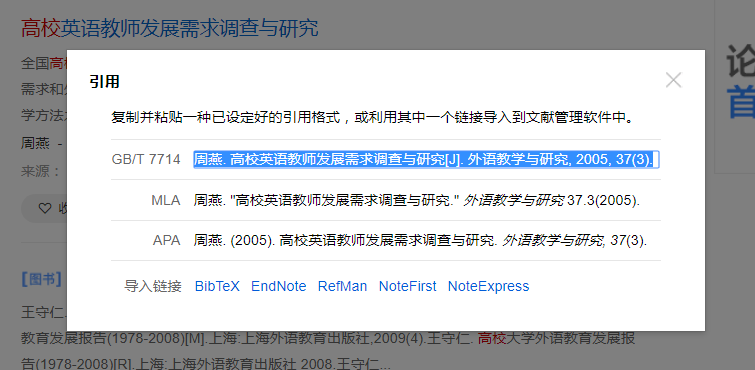 高校英语教师发展需求调查与研究
论
首
全国高校
需求和
学方法
周燕 -
来源：
引用
复制并粘贴一种已设定好的引用格式，或利用其中一个链接导入到文献管理软件中。
GB/T 7714 周燕. 高校英语教师发展需求调查与研究[J]. 外语教学与研究, 2005, 37(3).
MLA 周燕. "高校英语教师发展需求调查与研究." 外语教学与研究 37.3(2005).
APA 周燕. (2005). 高校英语教师发展需求调查与研究. 外语教学与研究, 37(3).
导入链接 BibTeX EndNote RefMan NoteFirst NoteExpress
[图书]
王守仁.
教育发展报告(1978-2008)[M].上海:上海外语教育出版社,2009(4).王守仁. 高校大学外语教育发展报
告(1978-2008)[R].上海:上海外语教育出版社 2008.王守仁...